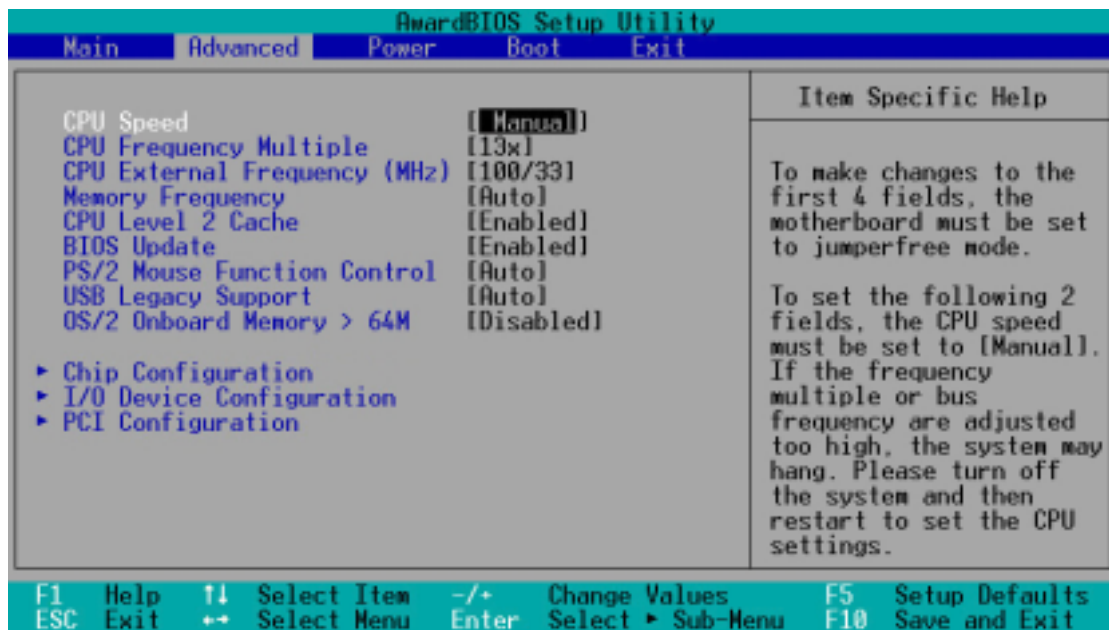 AwardBIOS Setup Utility
Main Advanced Power Boot Exit
CPU Speed [ Manual]
CPU Frequency Multiple [13x]
CPU External Frequency (MHz) [100/33]
Memory Frequency [Auto]
CPU Level 2 Cache [Enabled]
BIOS Update [Enabled]
PS/2 Mouse Function Control [Auto]
USB Legacy Support [Auto]
OS/2 Onboard Memory > 64M [Disabled]
▸ Chip Configuration
▸ I/O Device Configuration
▸ PCI Configuration
Item Specific Help
To make changes to the
first 4 fields, the
motherboard must be set
to jumperfree mode.
To set the following 2
fields, the CPU speed
must be set to [Manual].
If the frequency
multiple or bus
frequency are adjusted
too high, the system may
hang. Please turn off
the system and then
restart to set the CPU
settings.
F1 Help ↑↓ Select Item -/+ Change Values F5 Setup Defaults
ESC Exit ←→ Select Menu Enter Select ▸ Sub-Menu F10 Save and Exit